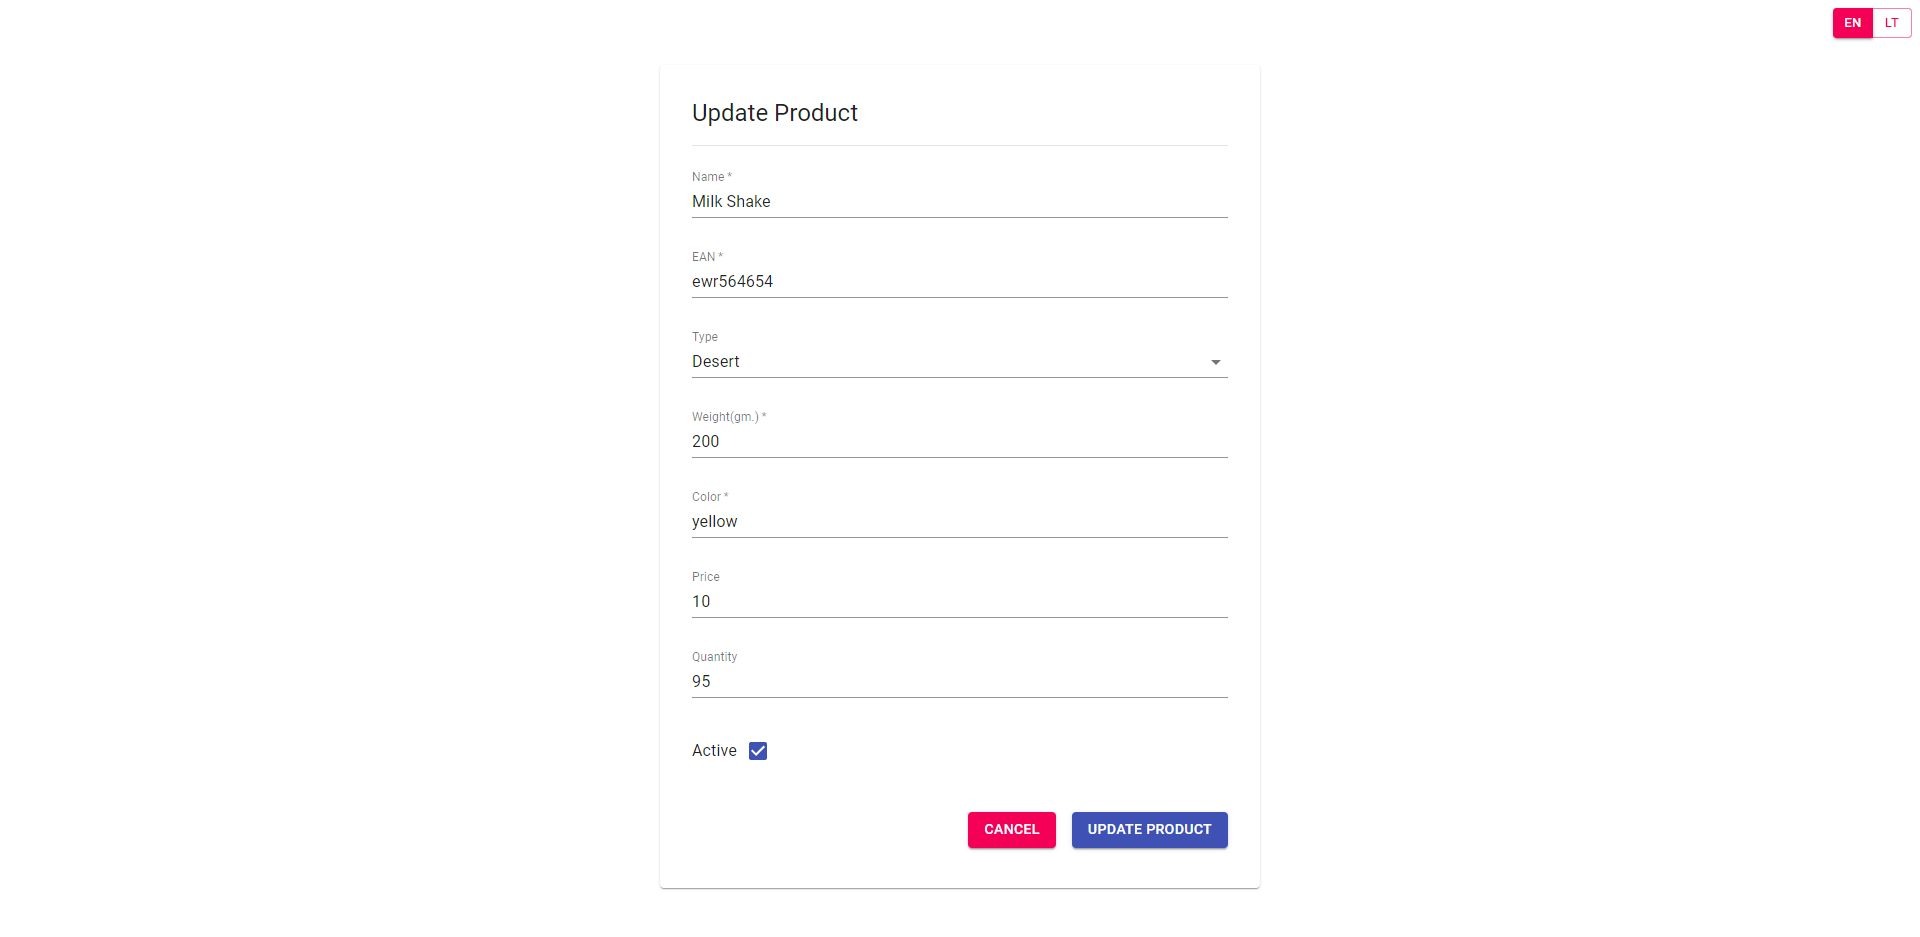 EN LT
Update Product
Name *
Milk Shake
EAN *
ewr564654
Type
Desert
Weight(gm.) *
200
Color *
yellow
Price
10
Quantity
95
Active
CANCEL UPDATE PRODUCT